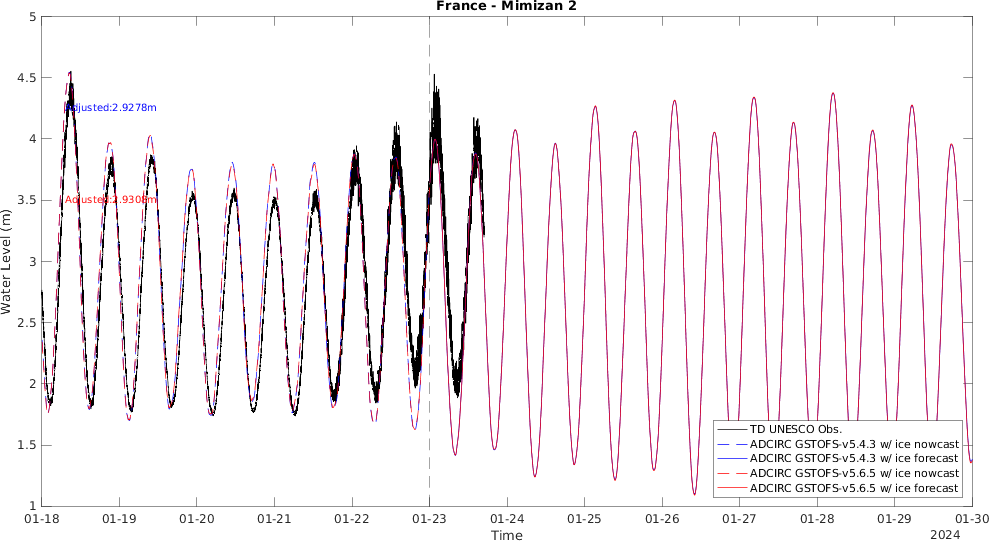 France - Mimizan 2
5
4.5
4
3.5
3
2.5
2
1.5
1
Water Level (m)
Adjusted:2.9278m
TD UNESCO Obs.
ADCIRC GSTOFS-v5.4.3 w/ ice nowcast
ADCIRC GSTOFS-v5.4.3 w/ ice forecast
ADCIRC GSTOFS-v5.6.5 w/ ice nowcast
ADCIRC GSTOFS-v5.6.5 w/ ice forecast
01-18 01-19 01-20 01-21 01-22 01-23 01-24 01-25 01-26 01-27 01-28 01-29 01-30
Time
2024